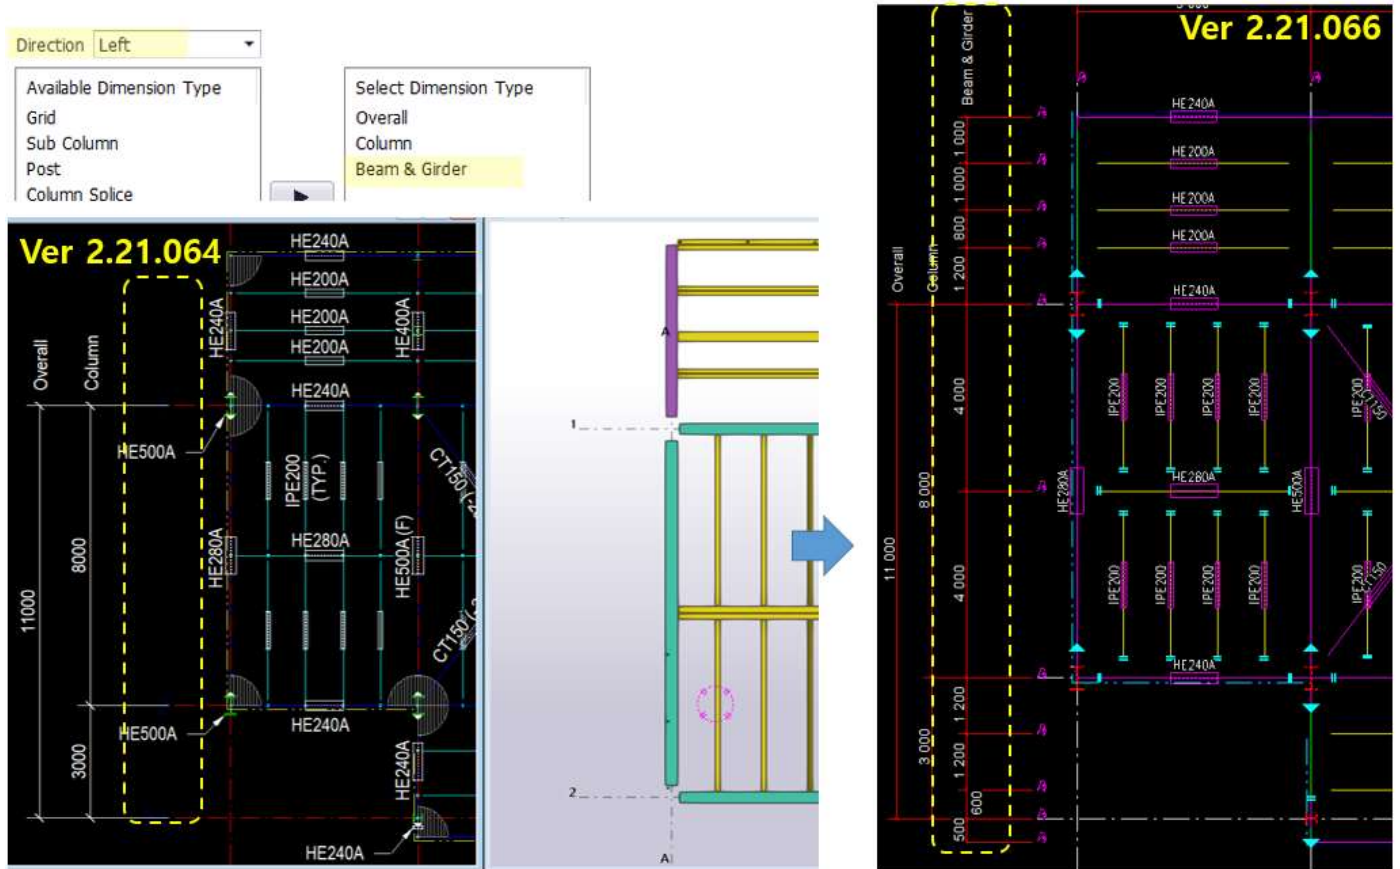 Direction Left
Available Dimension Type
Grid
Sub Column
Post
Column Splice
Select Dimension Type
Overall
Column
Beam & Girder
Ver 2.21.064
HE240A
HE200A
HE240A
HE200A
HE400A
HE200A
Overall
Column
HE240A
HE500A
IPE200
(TYP.)
CT150
8000
HE280A
HE280A
HE500A(F)
11000
CT150
HE500A
HE240A
3000
HE240A
HE240A
A
1
2
A
Ver 2.21.066
Beam & Girder
HE240A
1 000
HE200A
1 000
HE200A
800
HE200A
Overall
Column
1 200
HE240A
4 000
IPE200
IPE200
IPE200
IPE200
IPE200
CT150
8 000
HE280A
HE280A
HE500A
11 000
4 000
IPE200
IPE200
IPE200
IPE200
IPE200
CT150
HE240A
1 200
3 000
1 200
600
500